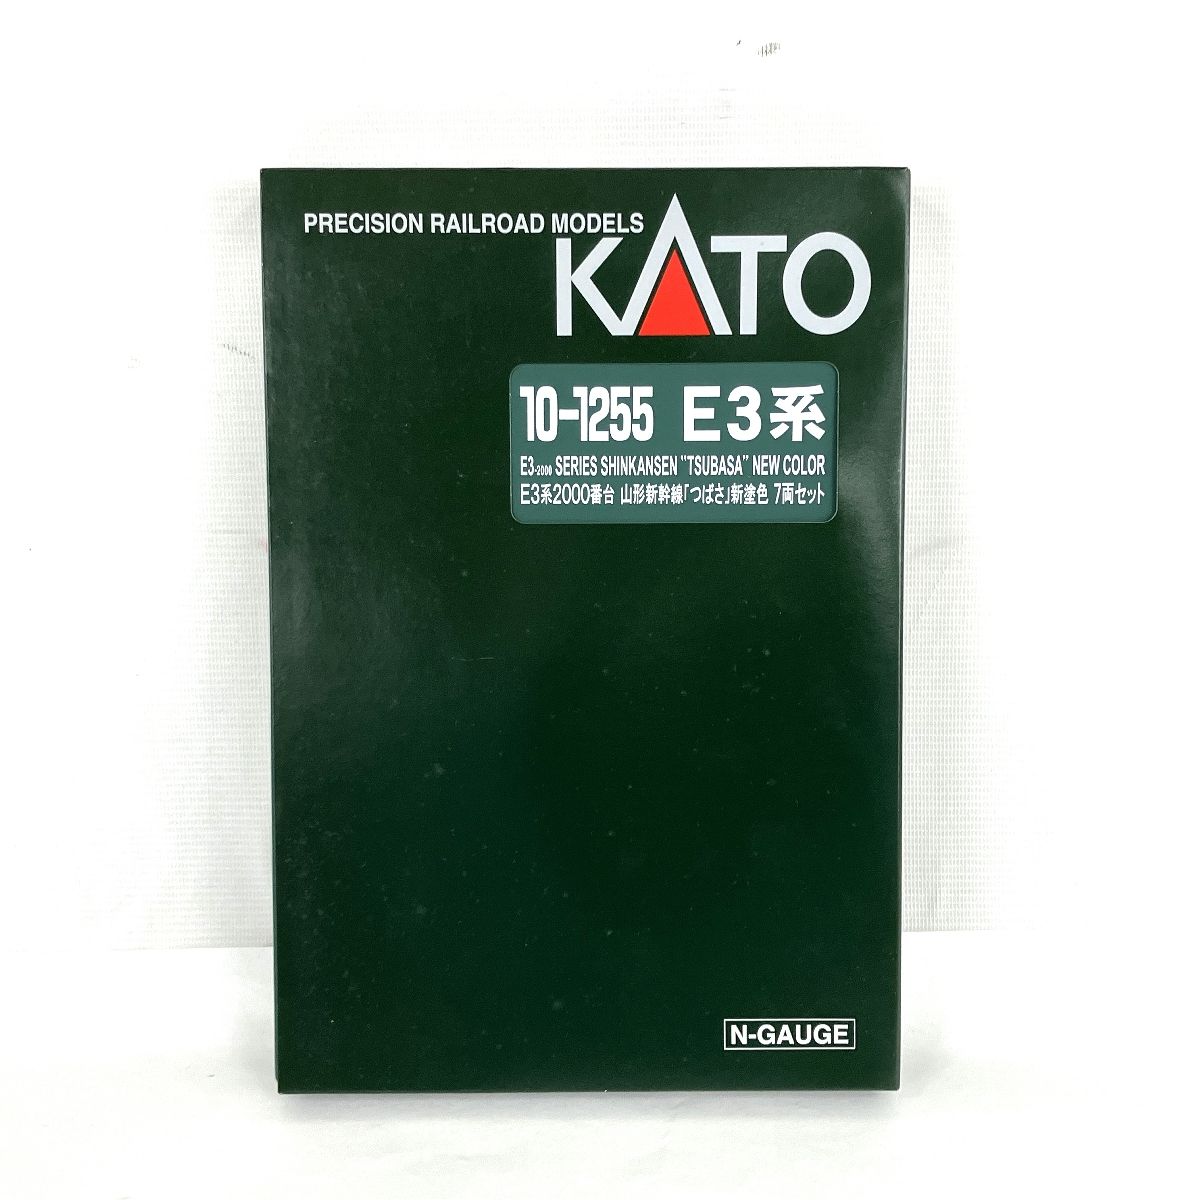 PRECISION RAILROAD MODELS
KATO
10-1255 E3系
E3-2000 SERIES SHINKANSEN "TSUBASA" NEW COLOR
E3系2000番台 山形新幹線「つばさ」新塗色 7両セット
N-GAUGE